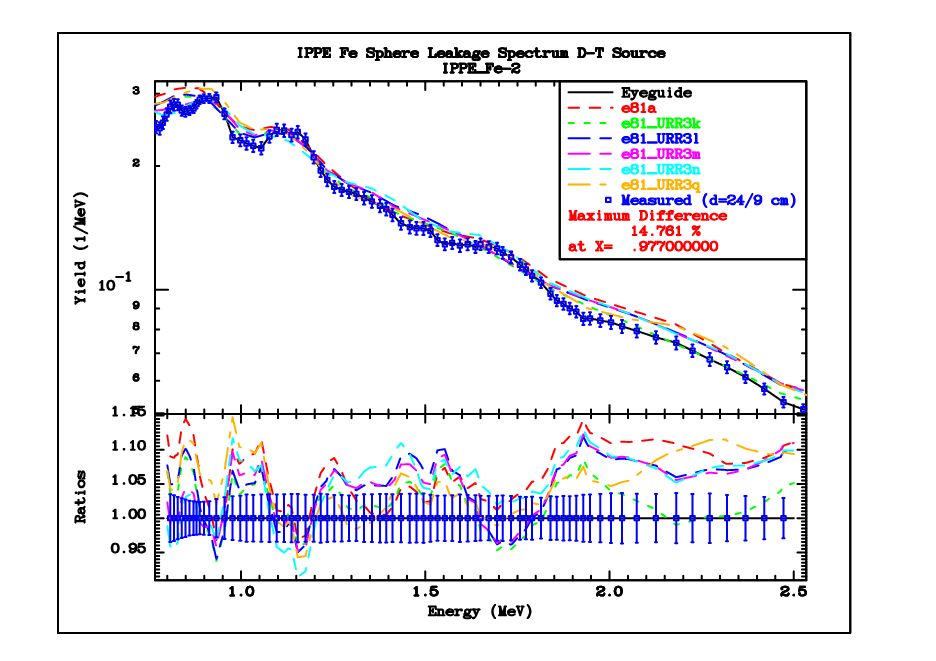 IPPE Fe Sphere Leakage Spectrum D-T Source
IPPE_Fe-2
Eyeguide
e81a
e81_URR3k
e81_URR3l
e81_URR3m
e81_URR3n
e81_URR3q
Measured (d=24/9 cm)
Maximum Difference
14.761 %
at X= .977000000
Yield (1/MeV)
3
2
10-1
9
8
7
6
1.15
1.10
1.05
1.00
0.95
Ratios
1.0
1.5
2.0
2.5
Energy (MeV)